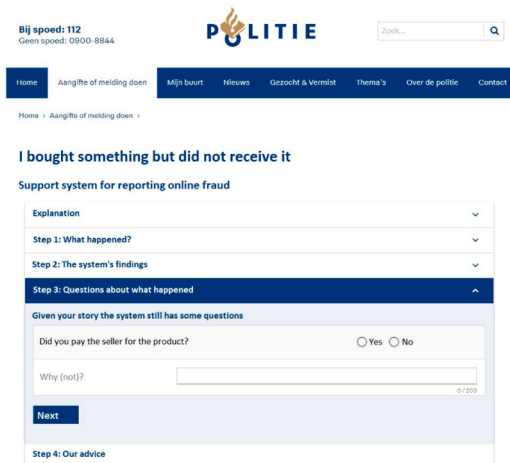 Bij spoed: 112
Geen spoed: 0900-8844
POLITIE
Zoek...
Home Aangifte of melding doen Mijn buurt Nieuws Gezocht & Vermist Thema's Over de politie Contact
Home › Aangifte of melding doen ›
I bought something but did not receive it
Support system for reporting online fraud
Explanation
Step 1: What happened?
Step 2: The system's findings
Step 3: Questions about what happened
Given your story the system still has some questions
Did you pay the seller for the product? Yes No
Why (not)?
0/200
Next
Step 4: Our advice